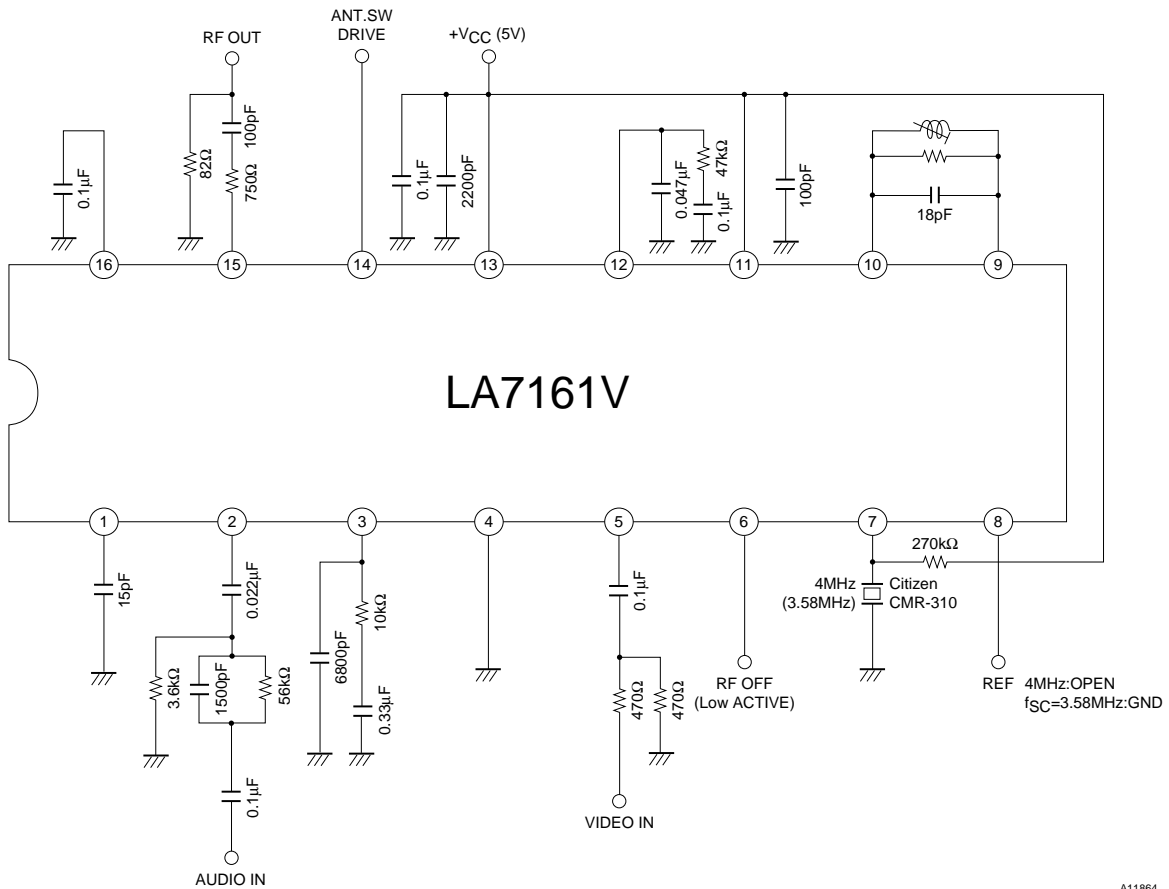 RF OUT
ANT.SW
DRIVE
+VCC (5V)
0.1μF
82Ω
100pF
750Ω
0.1μF
2200pF
0.047μF
47kΩ
0.1μF
100pF
18pF
16
15
14
13
12
11
10
9
LA7161V
1
2
3
4
5
6
7
8
15pF
0.022μF
3.6kΩ
1500pF
56kΩ
0.1μF
AUDIO IN
6800pF
10kΩ
0.33μF
0.1μF
470Ω
470Ω
VIDEO IN
RF OFF
(Low ACTIVE)
270kΩ
4MHz
(3.58MHz)
Citizen
CMR-310
REF
4MHz:OPEN
fSC=3.58MHz:GND
A11864